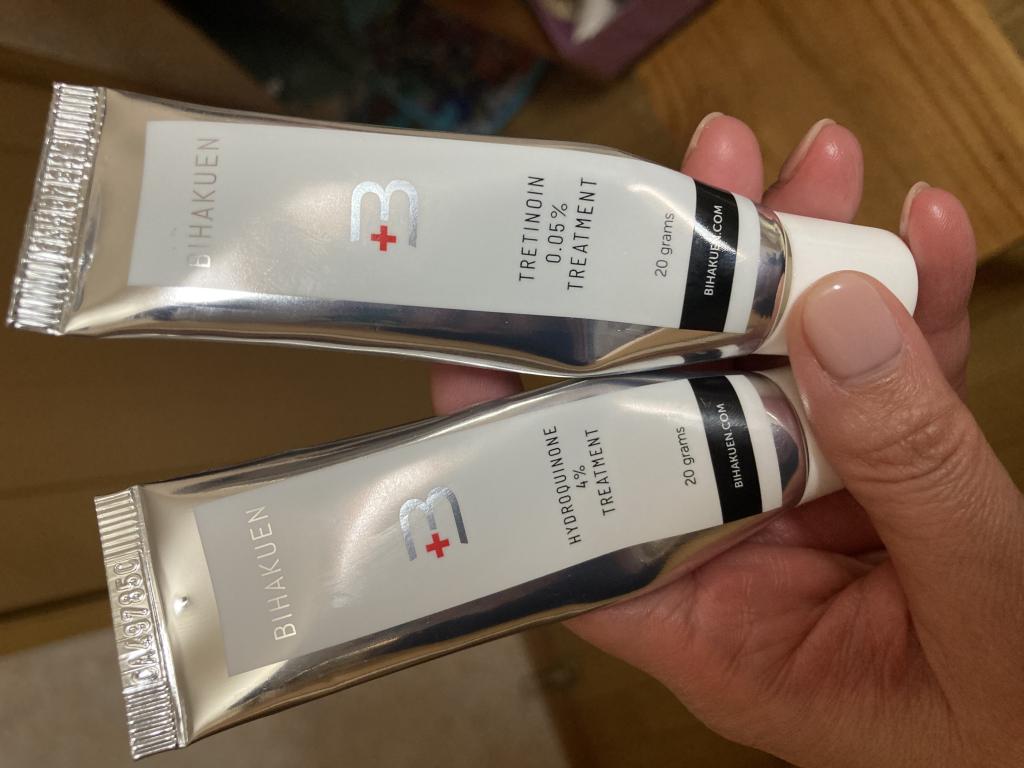 BIHAKUEN
+B
TRETINOIN
0.05%
TREATMENT
20 grams
BIHAKUEN.COM
BIHAKUEN
+B
HYDROQUINONE
4%
TREATMENT
20 grams
BIHAKUEN.COM